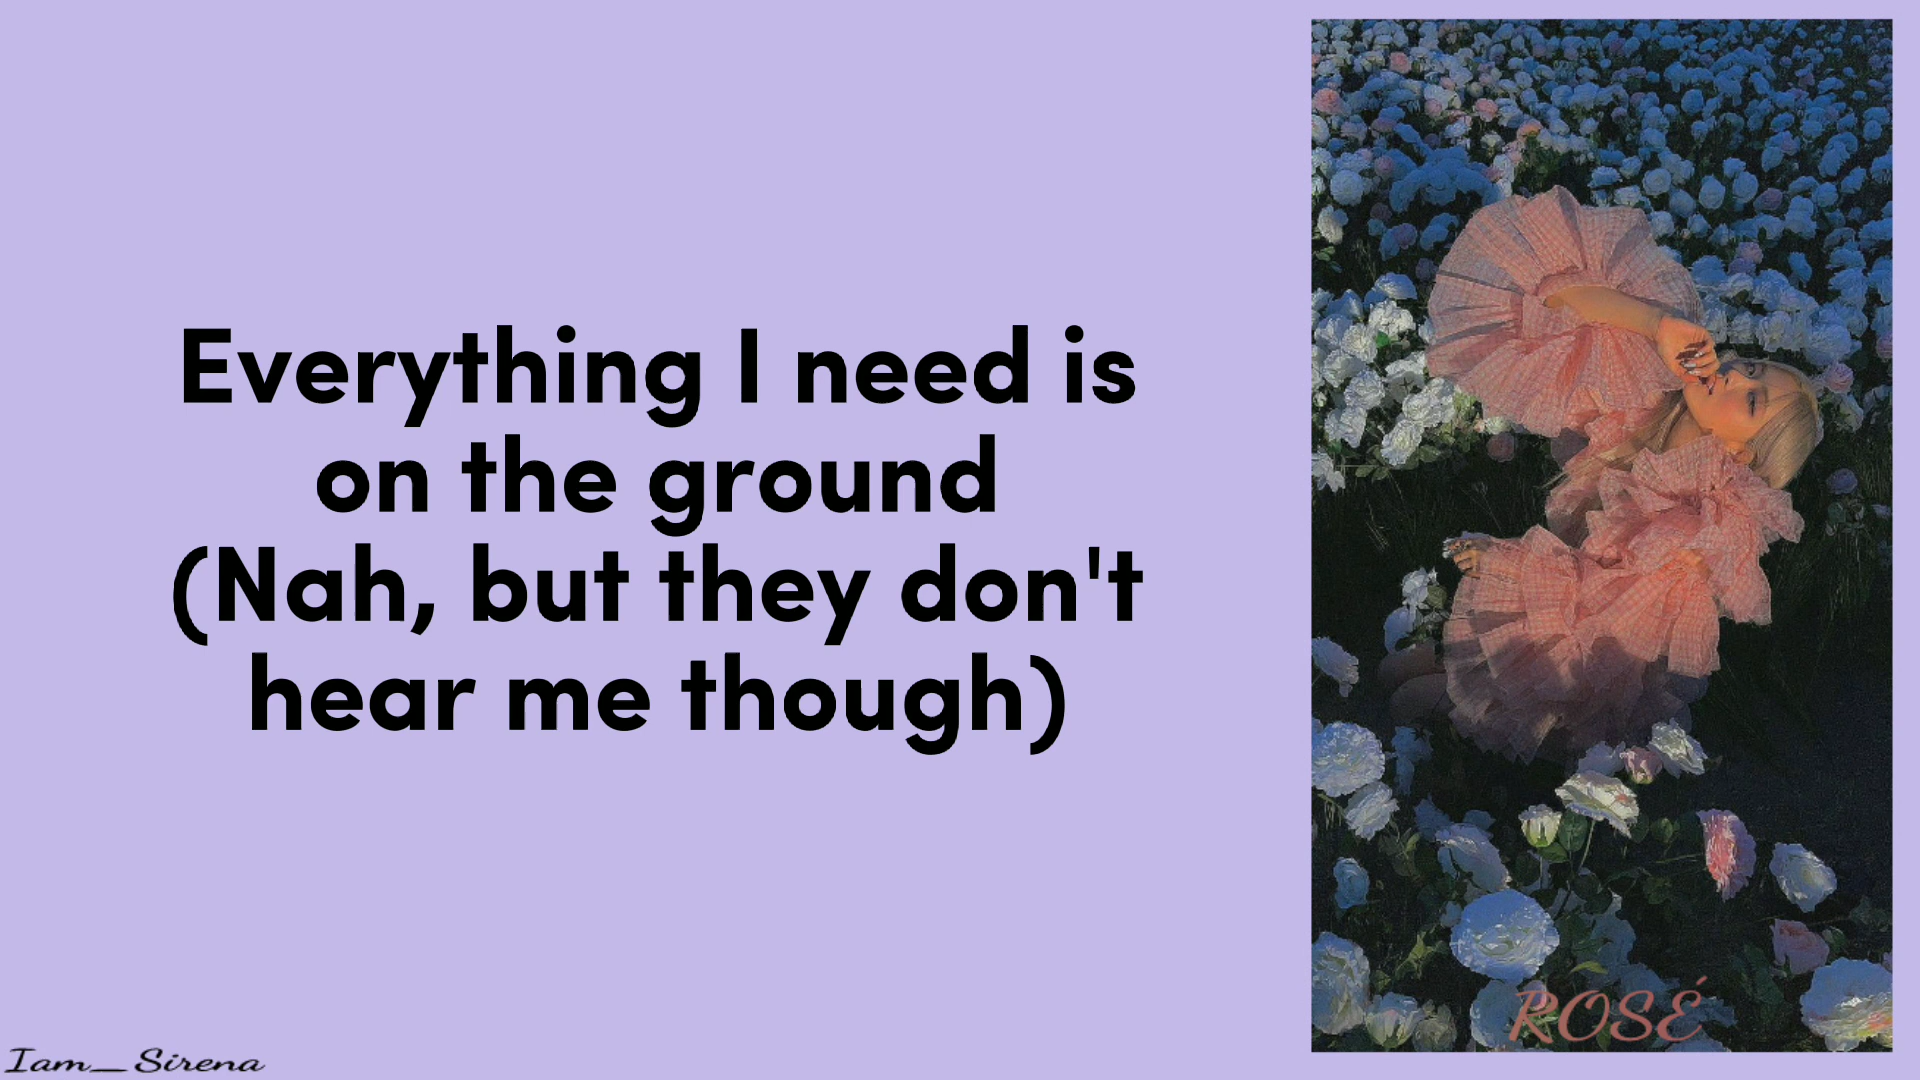 Everything I need is
on the ground
(Nah, but they don't
hear me though)
ROSÉ
Iam_Sirena